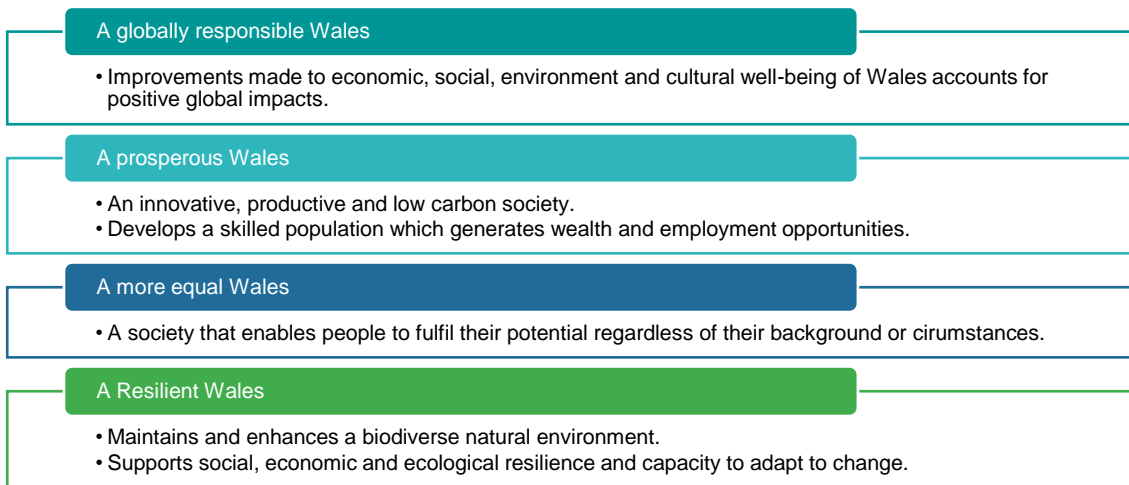 A globally responsible Wales
• Improvements made to economic, social, environment and cultural well-being of Wales accounts for
positive global impacts.
A prosperous Wales
• An innovative, productive and low carbon society.
• Develops a skilled population which generates wealth and employment opportunities.
A more equal Wales
• A society that enables people to fulfil their potential regardless of their background or cirumstances.
A Resilient Wales
• Maintains and enhances a biodiverse natural environment.
• Supports social, economic and ecological resilience and capacity to adapt to change.